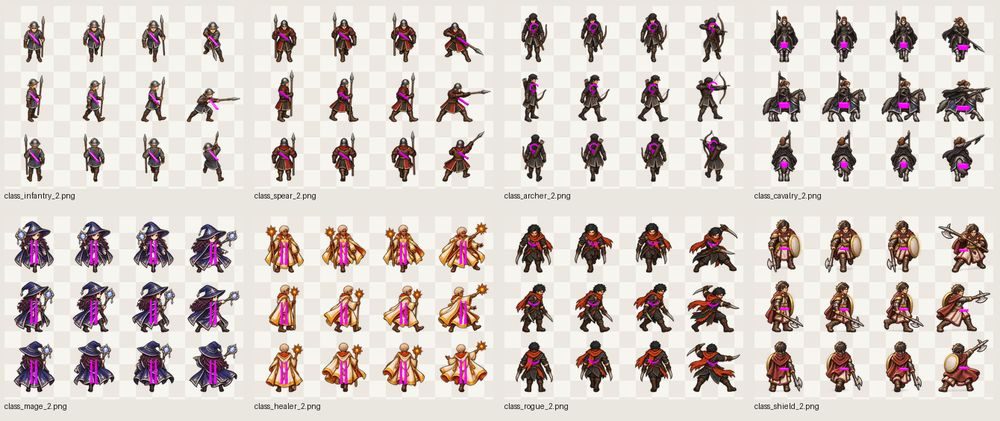 class_infantry_2.png
class_spear_2.png
class_archer_2.png
class_cavalry_2.png
class_mage_2.png
class_healer_2.png
class_rogue_2.png
class_shield_2.png